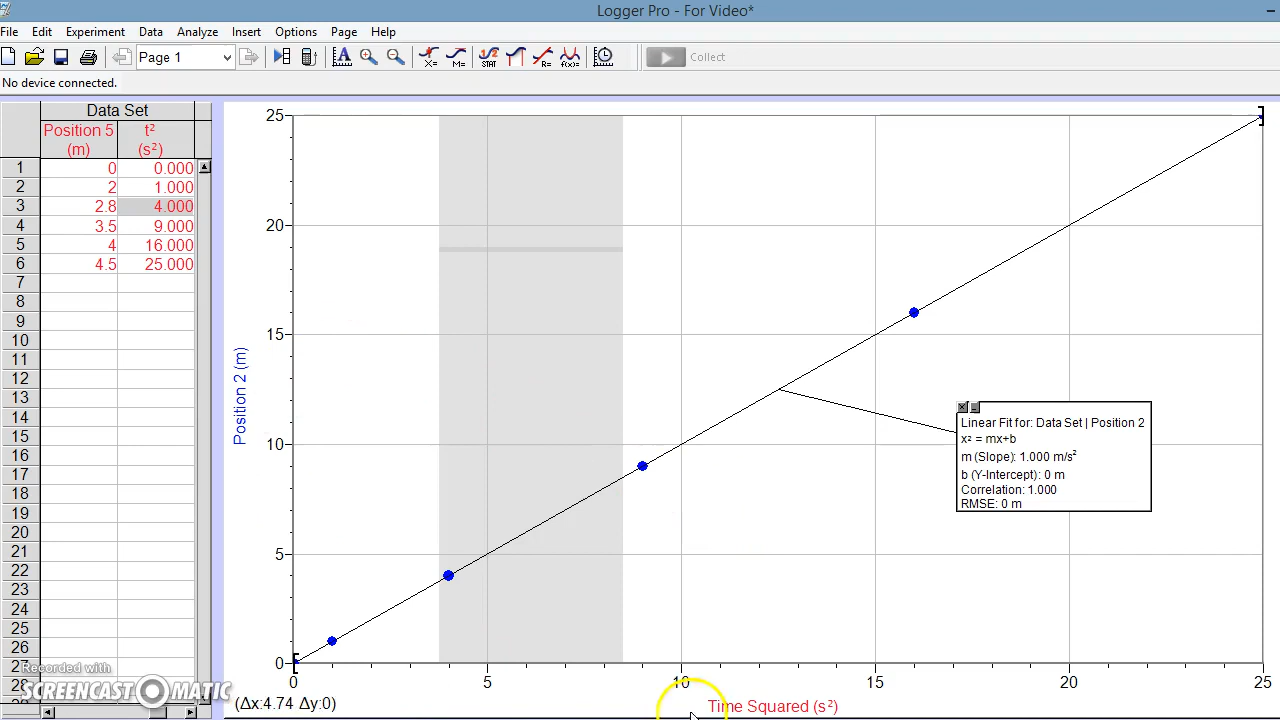 Logger Pro - For Video*
File Edit Experiment Data Analyze Insert Options Page Help
Page 1
Collect
No device connected.
Data Set
Position 5 t²
(m) (s²)
1 0 0.000
2 2 1.000
3 2.8 4.000
4 3.5 9.000
5 4 16.000
6 4.5 25.000
7
8
9
10
11
12
13
14
15
16
17
18
19
20
21
22
23
24
25
26
28
25
20
15
10
5
0
Position 2 (m)
Linear Fit for: Data Set | Position 2
x² = mx+b
m (Slope): 1.000 m/s²
b (Y-Intercept): 0 m
Correlation: 1.000
RMSE: 0 m
0 5 10 15 20 25
(Δx:4.74 Δy:0)
Time Squared (s²)
Recorded with
SCREENCAST MATIC